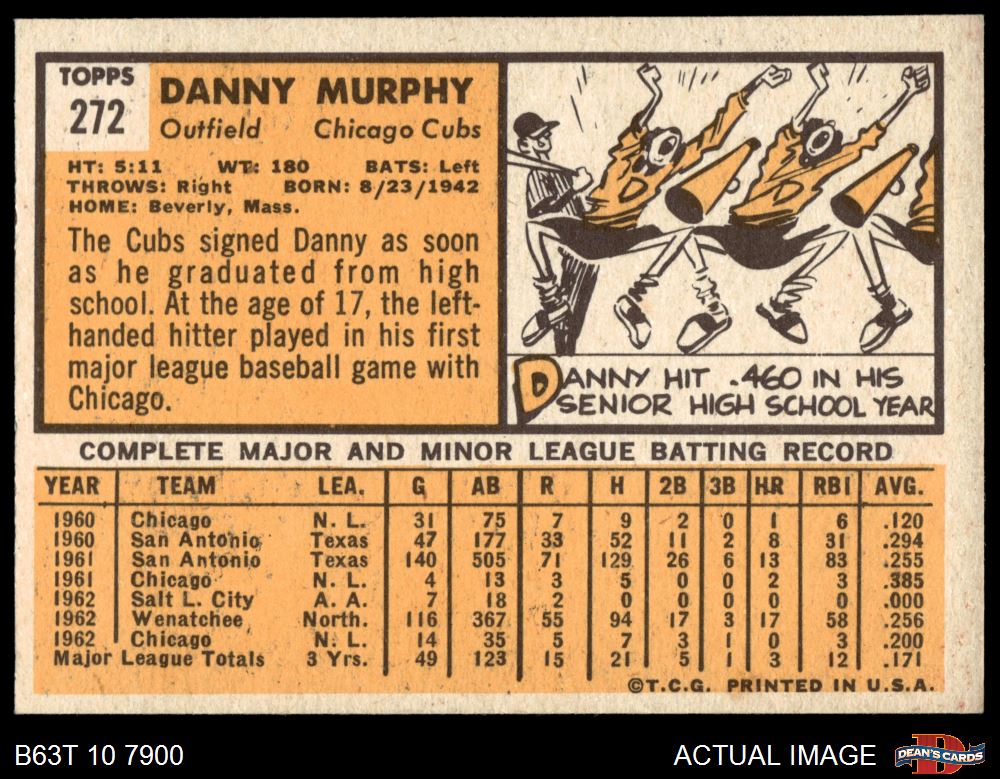 TOPPS
272
DANNY MURPHY
Outfield Chicago Cubs
HT: 5:11 WT: 180 BATS: Left
THROWS: Right BORN: 8/23/1942
HOME: Beverly, Mass.
The Cubs signed Danny as soon
as he graduated from high
school. At the age of 17, the left-
handed hitter played in his first
major league baseball game with
Chicago.
D D
DANNY HIT .460 IN HIS
SENIOR HIGH SCHOOL YEAR
COMPLETE MAJOR AND MINOR LEAGUE BATTING RECORD
YEAR TEAM LEA. G AB R H 2B 3B HR RBI AVG.
1960 Chicago N. L. 31 75 7 9 2 0 1 6 .120
1960 San Antonio Texas 47 177 33 52 11 2 8 31 .294
1961 San Antonio Texas 140 505 71 129 26 6 13 83 .255
1961 Chicago N. L. 4 13 3 5 0 0 2 3 .385
1962 Salt L. City A. A. 7 18 2 0 0 0 0 0 .000
1962 Wenatchee North. 116 367 55 94 17 3 17 58 .256
1962 Chicago N. L. 14 35 5 7 3 1 0 3 .200
Major League Totals 3 Yrs. 49 123 15 21 5 1 3 12 .171
©T.C.G. PRINTED IN U.S.A.
B63T 10 7900 ACTUAL IMAGE
D
DEAN'S CARDS